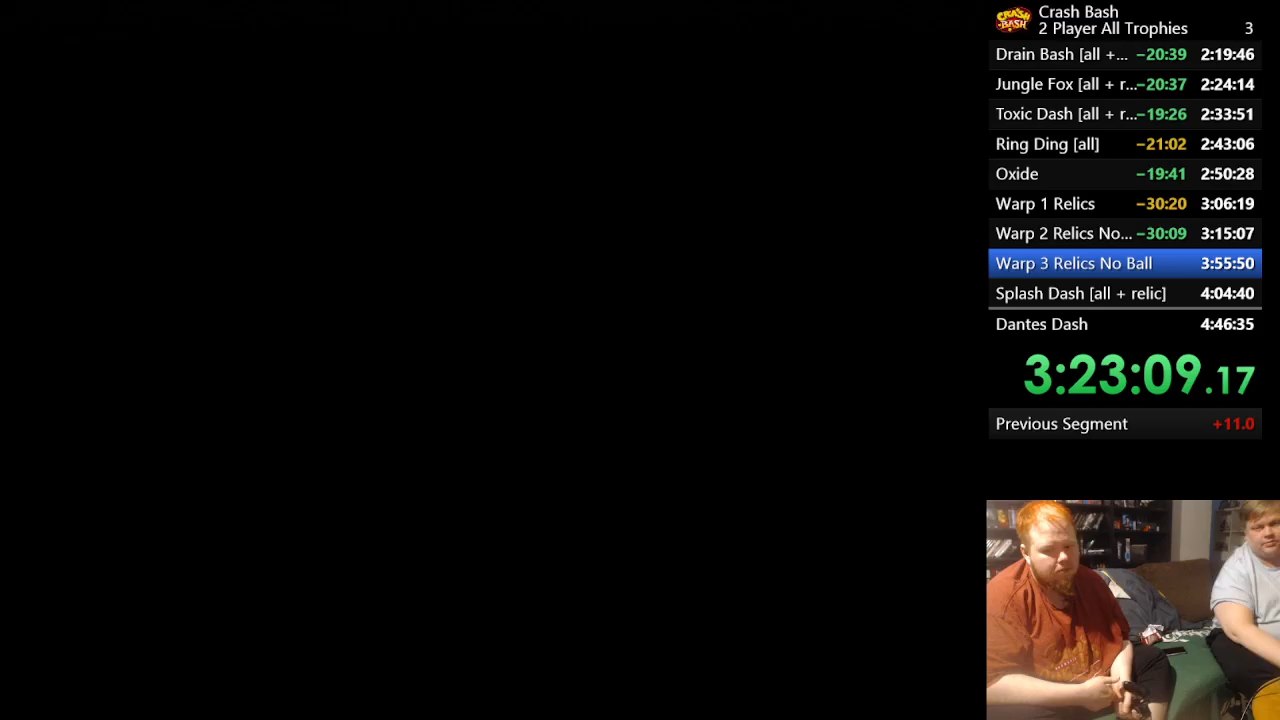 Crash Bash
2 Player All Trophies 3
Drain Bash [all +... −20:39 2:19:46
Jungle Fox [all + r... −20:37 2:24:14
Toxic Dash [all + r... −19:26 2:33:51
Ring Ding [all] −21:02 2:43:06
Oxide −19:41 2:50:28
Warp 1 Relics −30:20 3:06:19
Warp 2 Relics No... −30:09 3:15:07
Warp 3 Relics No Ball 3:55:50
Splash Dash [all + relic] 4:04:40
Dantes Dash 4:46:35
3:23:09.17
Previous Segment +11.0